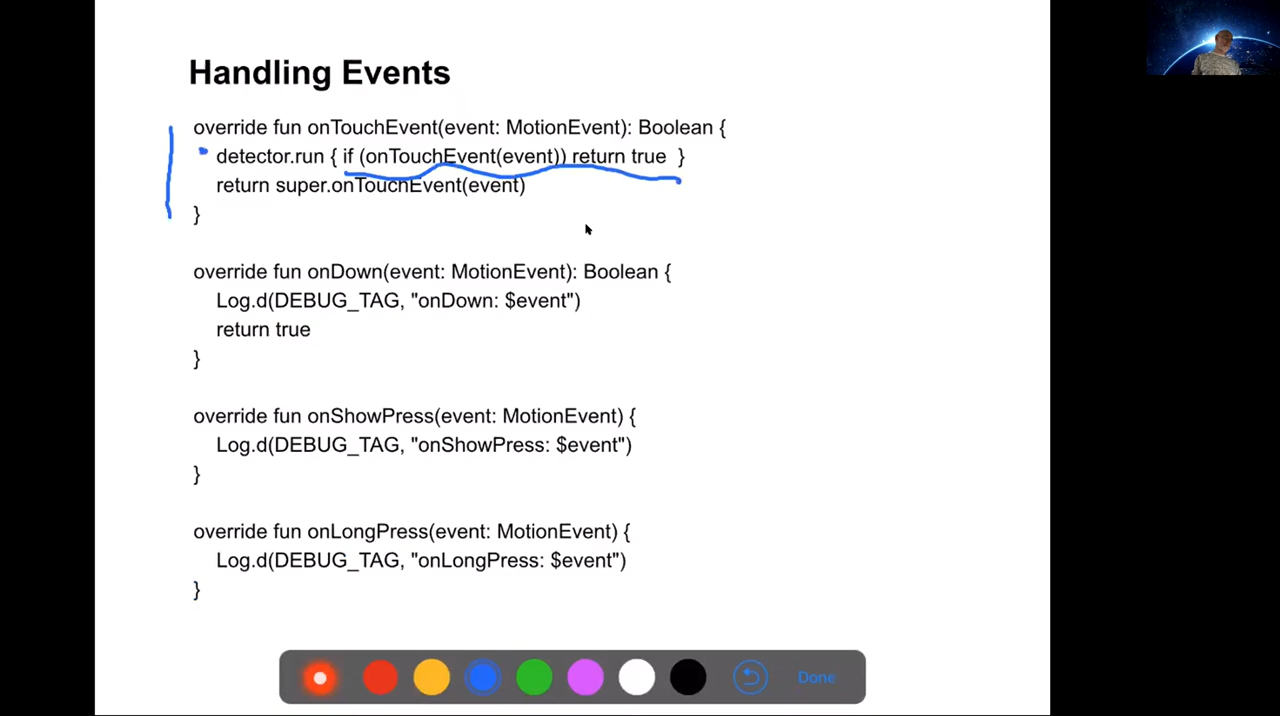 Handling Events
override fun onTouchEvent(event: MotionEvent): Boolean {
detector.run { if (onTouchEvent(event)) return true }
return super.onTouchEvent(event)
}
override fun onDown(event: MotionEvent): Boolean {
Log.d(DEBUG_TAG, "onDown: $event")
return true
}
override fun onShowPress(event: MotionEvent) {
Log.d(DEBUG_TAG, "onShowPress: $event")
}
override fun onLongPress(event: MotionEvent) {
Log.d(DEBUG_TAG, "onLongPress: $event")
}
Done